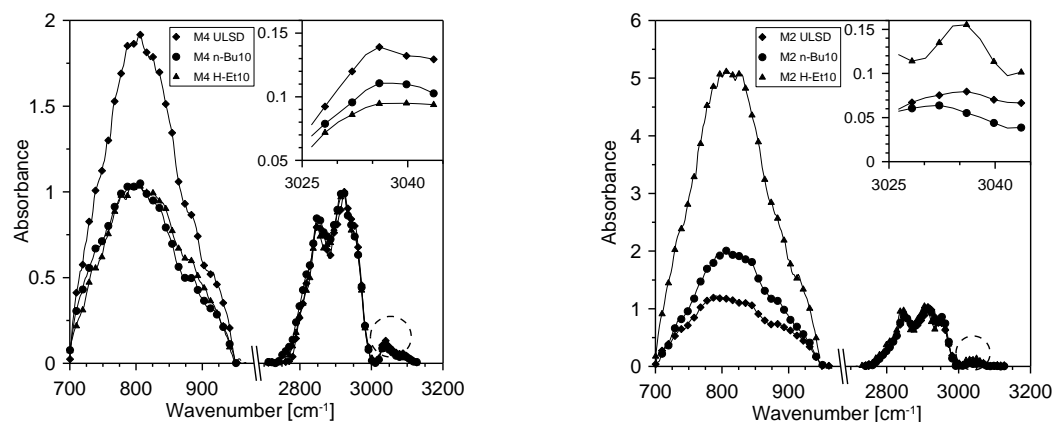 2
1.5
1
0.5
0
Absorbance
700 800 900 2800 3000 3200
Wavenumber [cm-1]
M4 ULSD
M4 n-Bu10
M4 H-Et10
0.15
0.1
0.05
3025 3040
6
5
4
3
2
1
0
Absorbance
700 800 900 2800 3000 3200
Wavenumber [cm-1]
M2 ULSD
M2 n-Bu10
M2 H-Et10
0.15
0.1
0.05
0
3025 3040